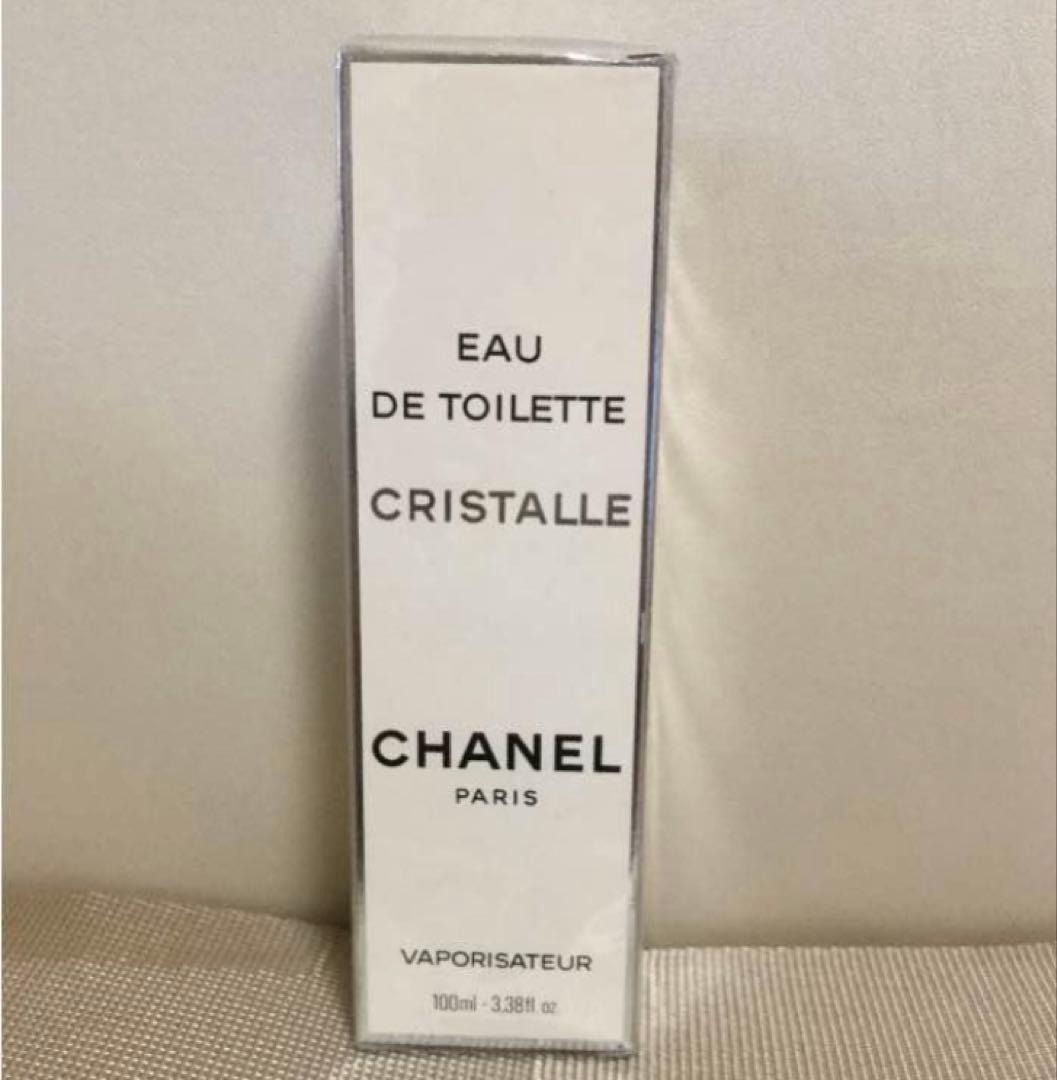 EAU
DE TOILETTE
CRISTALLE
CHANEL
PARIS
VAPORISATEUR
100ml - 3.38fl. oz